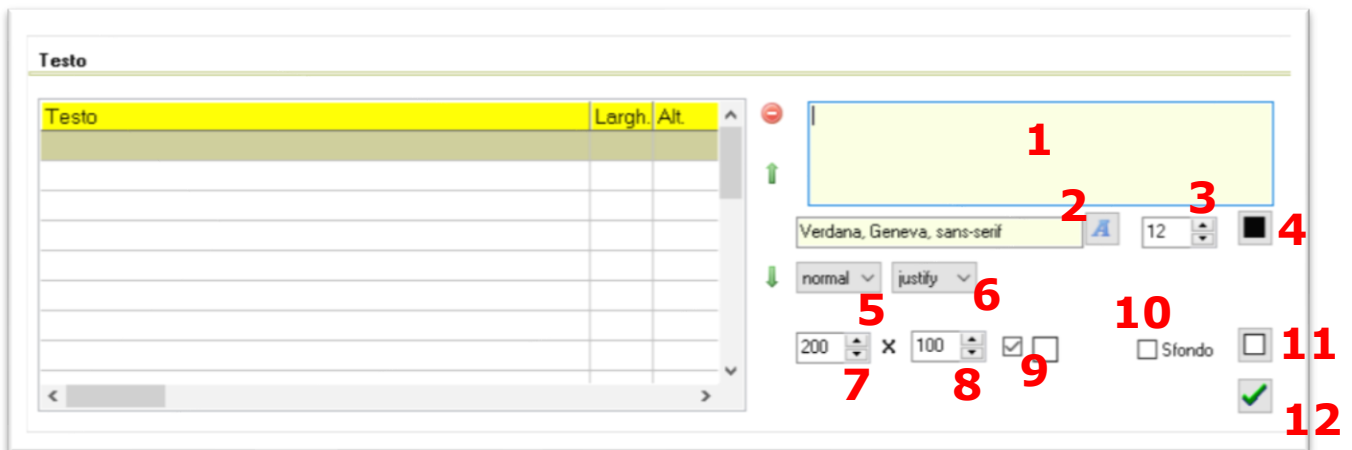 Testo
Testo Largh. Alt.
1
2 3
Verdana, Geneva, sans-serif A 12 4
normal justify
5 6
10
200 x 100 Sfondo 11
7 8 9
12